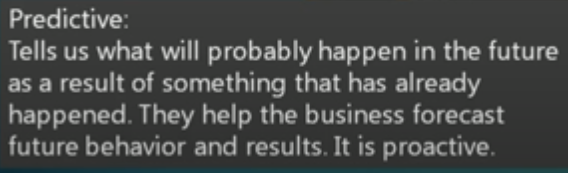 Predictive:
Tells us what will probably happen in the future
as a result of something that has already
happened. They help the business forecast
future behavior and results. It is proactive.